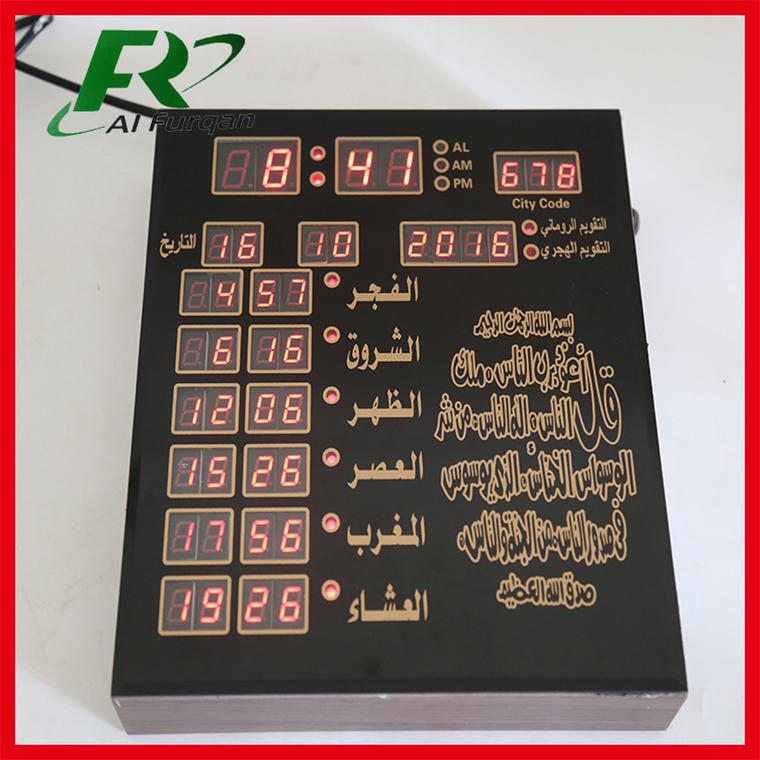 FR
Al Furqan
8:41
AL
AM
PM
678
City Code
التاريخ 16 10 2016
التقويم الروماني
التقويم الهجري
4 57 الفجر
6 16 الشروق
12 06 الظهر
15 26 العصر
17 56 المغرب
19 26 العشاء
بسم الله الرحمن الرحيم
قل أعوذ برب الناس ملك
الناس اله الناس من شر
الوسواس الخناس الذي يوسوس
في صدور الناس من الجنة والناس
صدق الله العظيم